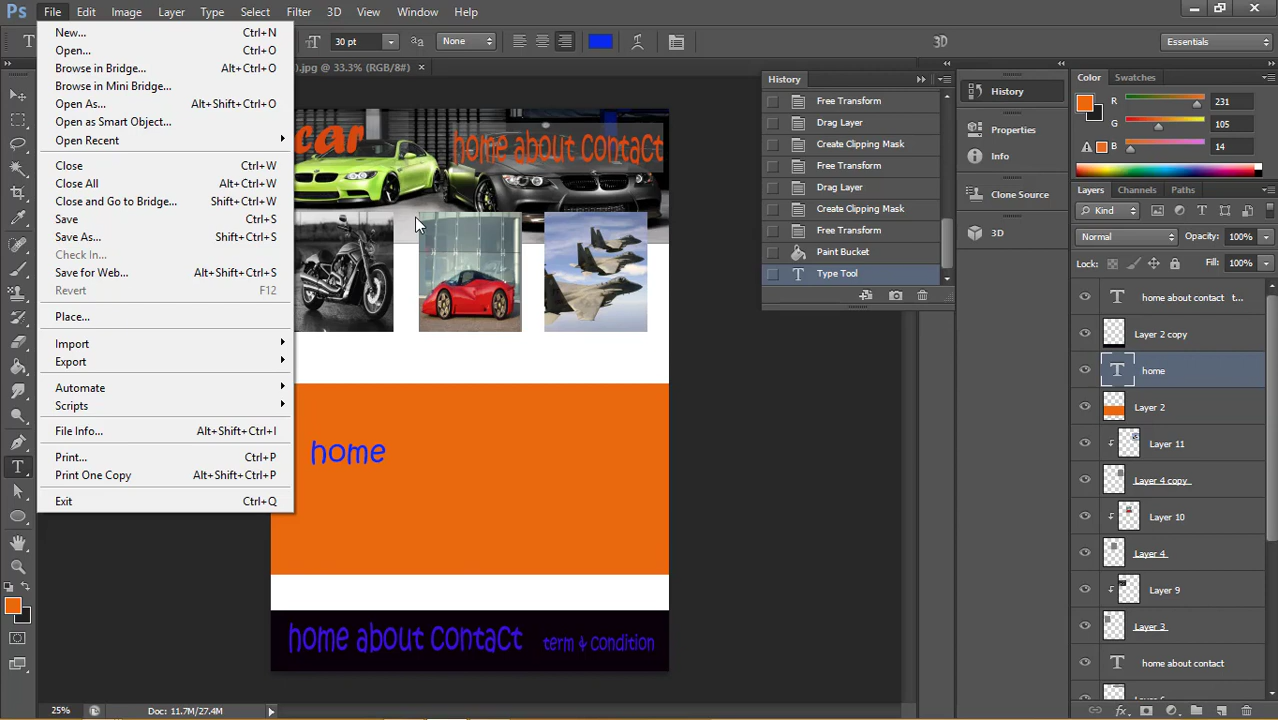 Ps File Edit Image Layer Type Select Filter 3D View Window Help
T 30 pt aa None 3D Essentials
).jpg @ 33.3% (RGB/8#) ×
New... Ctrl+N
Open... Ctrl+O
Browse in Bridge... Alt+Ctrl+O
Browse in Mini Bridge...
Open As... Alt+Shift+Ctrl+O
Open as Smart Object...
Open Recent
Close Ctrl+W
Close All Alt+Ctrl+W
Close and Go to Bridge... Shift+Ctrl+W
Save Ctrl+S
Save As... Shift+Ctrl+S
Check In...
Save for Web... Alt+Shift+Ctrl+S
Revert F12
Place...
Import
Export
Automate
Scripts
File Info... Alt+Shift+Ctrl+I
Print... Ctrl+P
Print One Copy Alt+Shift+Ctrl+P
Exit Ctrl+Q
car
home about contact
home
home about contact term & condition
25% Doc: 11.7M/27.4M
History
Free Transform
Drag Layer
Create Clipping Mask
Free Transform
Drag Layer
Create Clipping Mask
Free Transform
Paint Bucket
Type Tool
History
Properties
Info
Clone Source
3D
Color Swatches
R 231
G 105
B 14
Layers Channels Paths
Kind
Normal Opacity: 100%
Lock: Fill: 100%
home about contact t...
Layer 2 copy
home
Layer 2
Layer 11
Layer 4 copy
Layer 10
Layer 4
Layer 9
Layer 3
home about contact